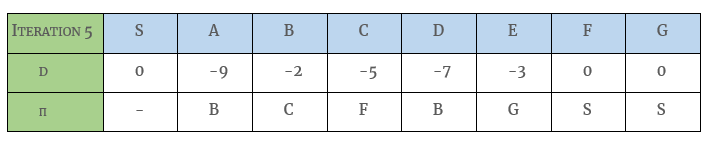 Iteration 5 S A B C D E F G
D 0 -9 -2 -5 -7 -3 0 0
Π - B C F B G S S